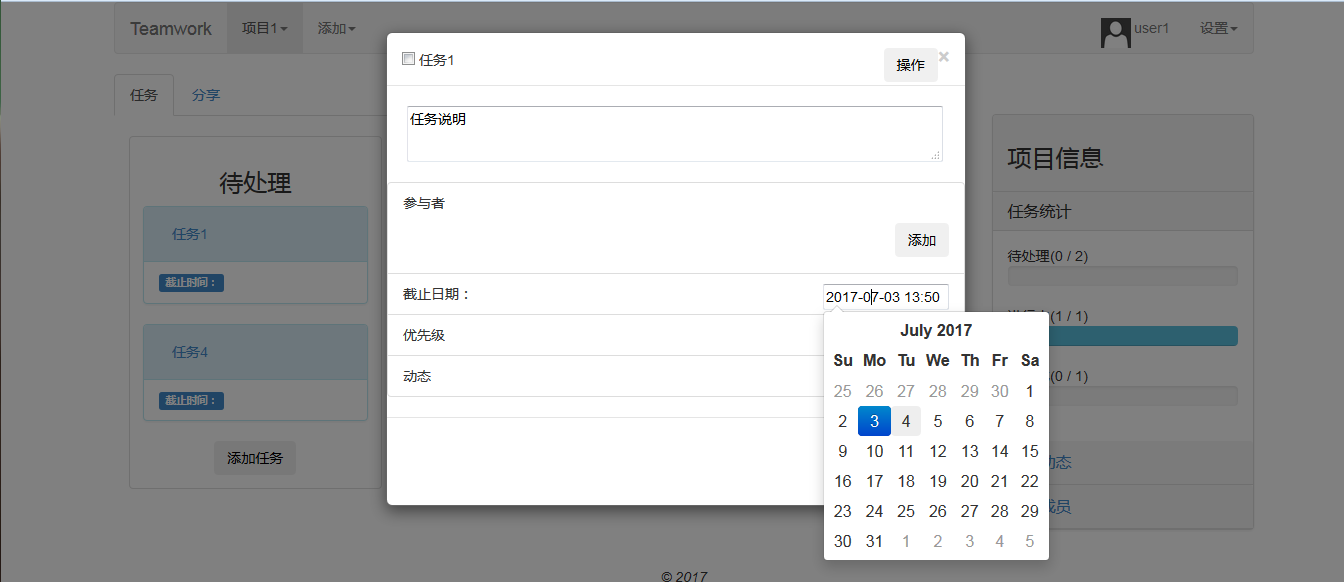 Teamwork 项目1 添加 user1 设置
任务 分享
待处理
任务1
截止时间：
任务4
截止时间：
添加任务
任务1 操作 ×
任务说明
参与者
添加
截止日期： 2017-07-03 13:50
优先级
动态
July 2017
Su Mo Tu We Th Fr Sa
25 26 27 28 29 30 1
2 3 4 5 6 7 8
9 10 11 12 13 14 15
16 17 18 19 20 21 22
23 24 25 26 27 28 29
30 31 1 2 3 4 5
项目信息
任务统计
待处理(0 / 2)
(1 / 1)
(0 / 1)
动态
成员
© 2017